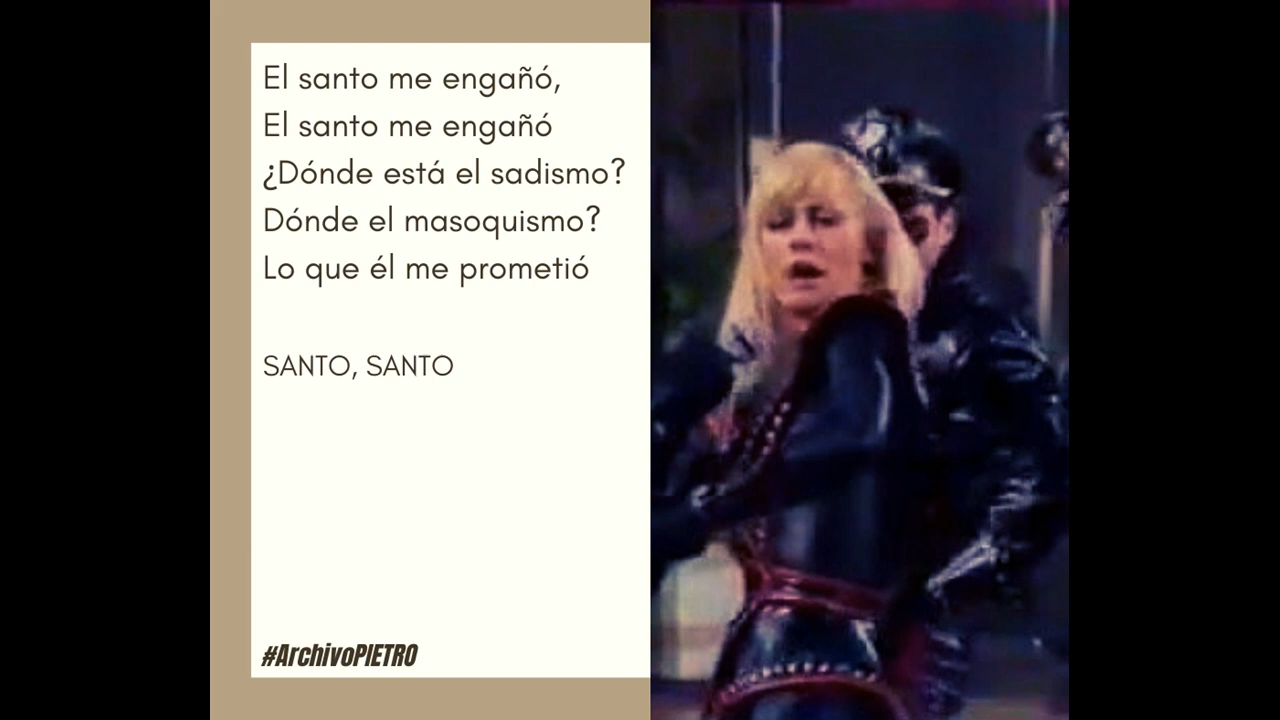 El santo me engañó,
El santo me engañó
¿Dónde está el sadismo?
Dónde el masoquismo?
Lo que él me prometió
SANTO, SANTO
#ArchivoPIETRO